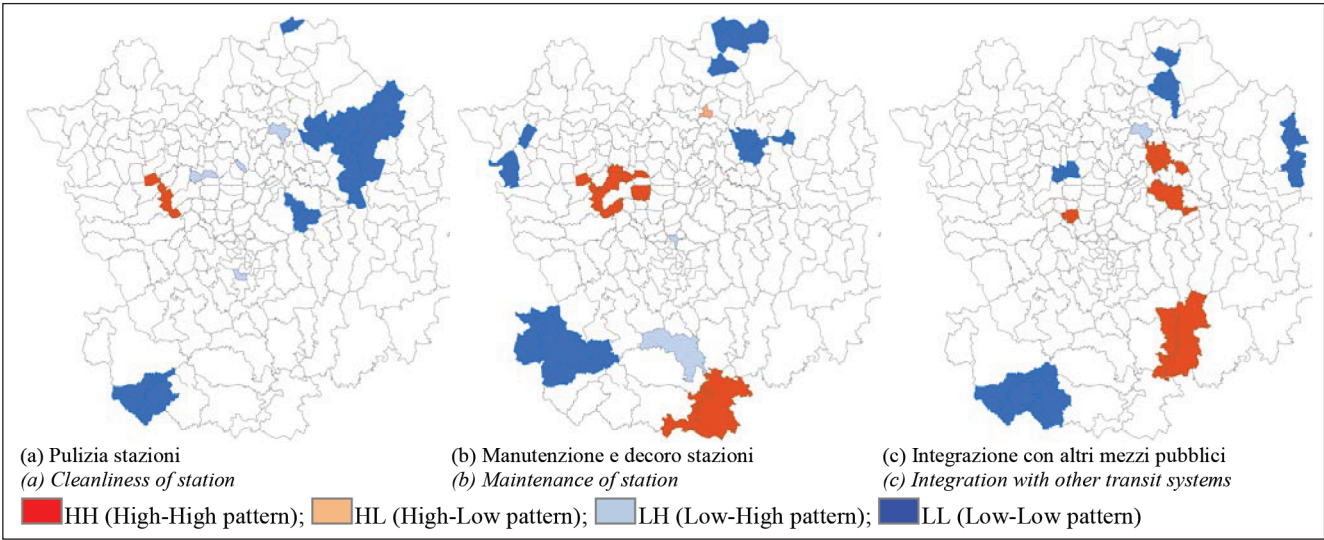 (a) Pulizia stazioni
(a) Cleanliness of station
(b) Manutenzione e decoro stazioni
(b) Maintenance of station
(c) Integrazione con altri mezzi pubblici
(c) Integration with other transit systems
HH (High-High pattern); HL (High-Low pattern); LH (Low-High pattern); LL (Low-Low pattern)